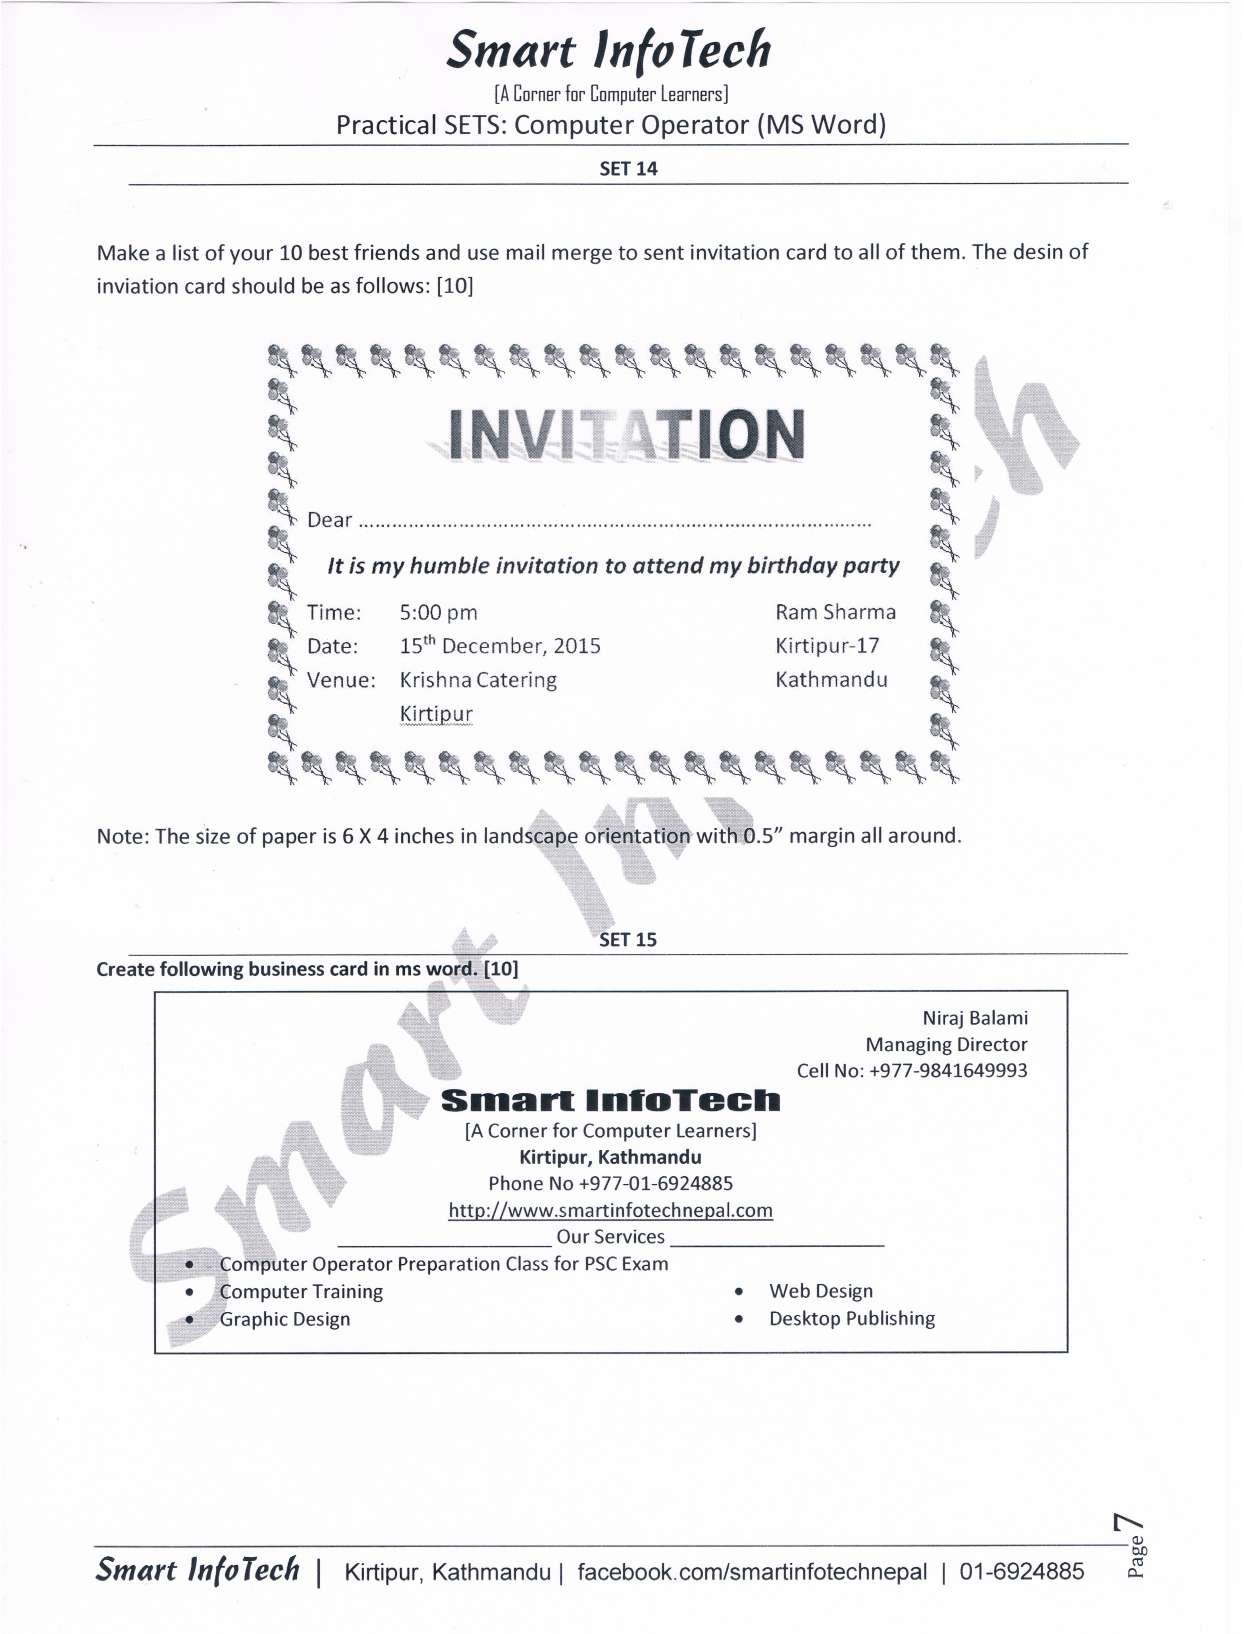 Smart InfoTech
[A Corner for Computer Learners]
Practical SETS: Computer Operator (MS Word)
SET 14
Make a list of your 10 best friends and use mail merge to sent invitation card to all of them. The desin of
inviation card should be as follows: [10]
INVITATION
Dear ............................................................................................
It is my humble invitation to attend my birthday party
Time: 5:00 pm Ram Sharma
Date: 15th December, 2015 Kirtipur-17
Venue: Krishna Catering Kathmandu
Kirtipur
Note: The size of paper is 6 X 4 inches in landscape orientation with 0.5” margin all around.
SET 15
Create following business card in ms word. [10]
Niraj Balami
Managing Director
Cell No: +977-9841649993
Smart InfoTech
[A Corner for Computer Learners]
Kirtipur, Kathmandu
Phone No +977-01-6924885
http://www.smartinfotechnepal.com
____________________ Our Services ____________________
• Computer Operator Preparation Class for PSC Exam
• Computer Training • Web Design
• Graphic Design • Desktop Publishing
Smart InfoTech | Kirtipur, Kathmandu | facebook.com/smartinfotechnepal | 01-6924885
Page 7